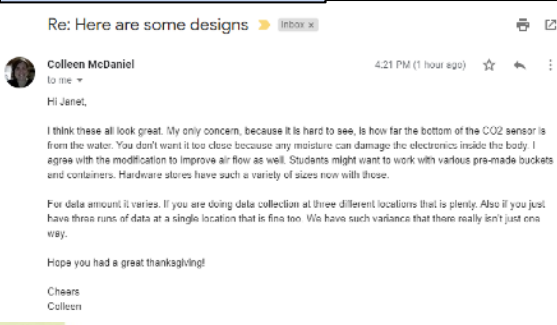 Re: Here are some designs Inbox x
Colleen McDaniel 4:21 PM (1 hour ago)
to me
Hi Janet,
I think these all look great. My only concern, because it is hard to see, is how far the bottom of the CO2 sensor is
from the water. You don't want it too close because any moisture can damage the electronics inside the body. I
agree with the modification to improve air flow as well. Students might want to work with various pre-made buckets
and containers. Hardware stores have such a variety of sizes now with those.
For data amount it varies. If you are doing data collection at three different locations that is plenty. Also if you just
have three runs of data at a single location that is fine too. We have such variance that there really isn't just one
way.
Hope you had a great thanksgiving!
Cheers
Colleen